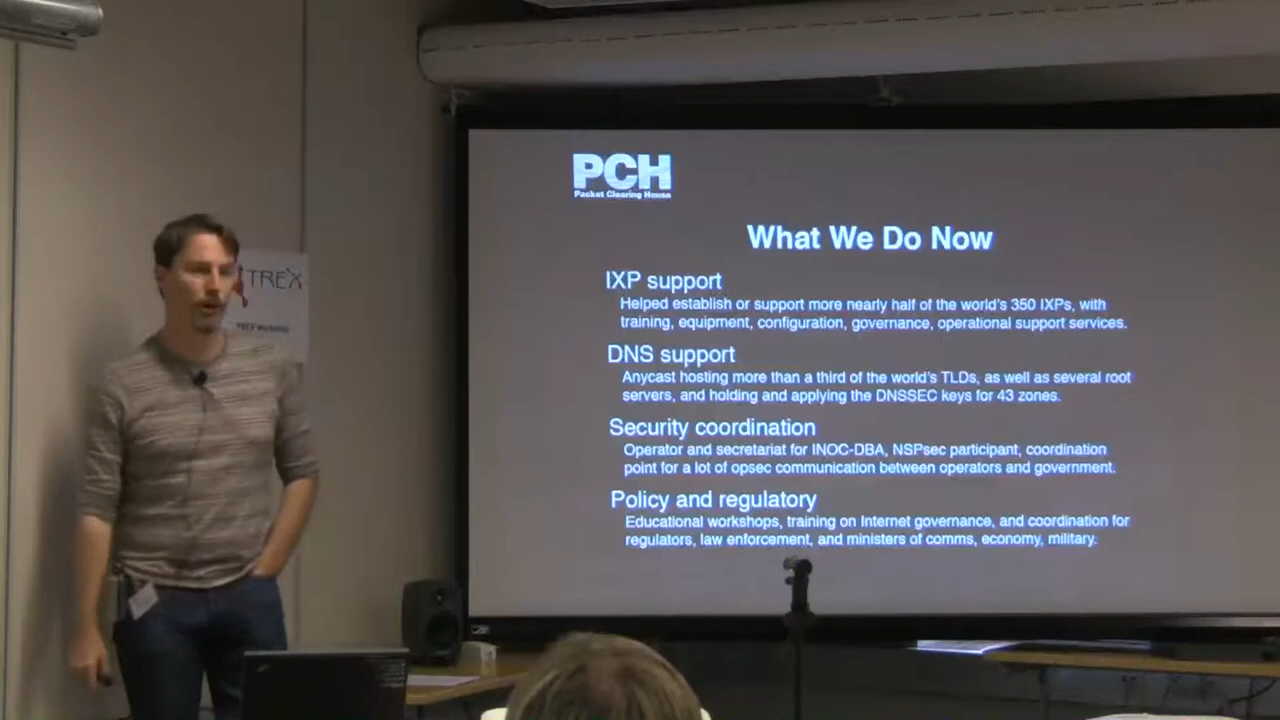 TREX
PCH
Packet Clearing House
What We Do Now
IXP support
Helped establish or support more nearly half of the world's 350 IXPs, with
training, equipment, configuration, governance, operational support services.
DNS support
Anycast hosting more than a third of the world's TLDs, as well as several root
servers, and holding and applying the DNSSEC keys for 43 zones.
Security coordination
Operator and secretariat for INOC-DBA, NSPsec participant, coordination
point for a lot of opsec communication between operators and government.
Policy and regulatory
Educational workshops, training on Internet governance, and coordination for
regulators, law enforcement, and ministers of comms, economy, military.